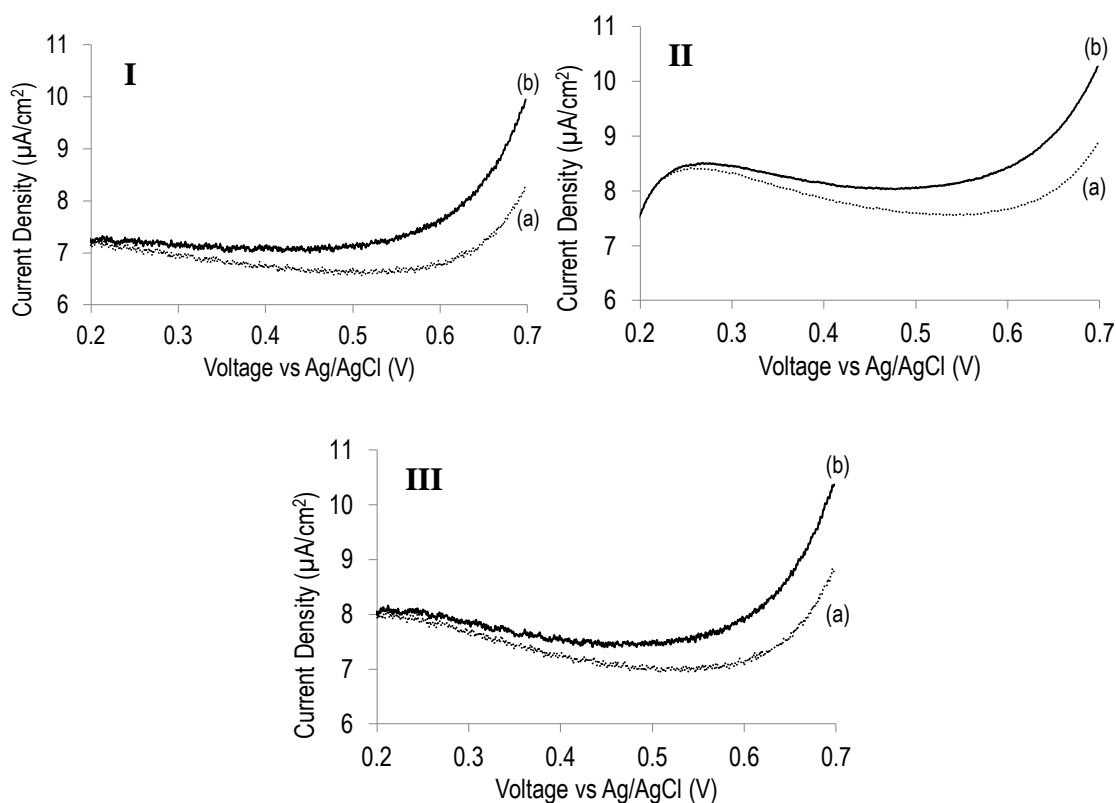 I
11
10
9
8
7
6
0.2 0.3 0.4 0.5 0.6 0.7
Current Density (µA/cm²)
Voltage vs Ag/AgCl (V)
(b)
(a)
II
11
10
9
8
7
6
0.2 0.3 0.4 0.5 0.6 0.7
Current Density (µA/cm²)
Voltage vs Ag/AgCl (V)
(b)
(a)
III
11
10
9
8
7
6
0.2 0.3 0.4 0.5 0.6 0.7
Current Density (µA/cm²)
Voltage vs Ag/AgCl (V)
(b)
(a)